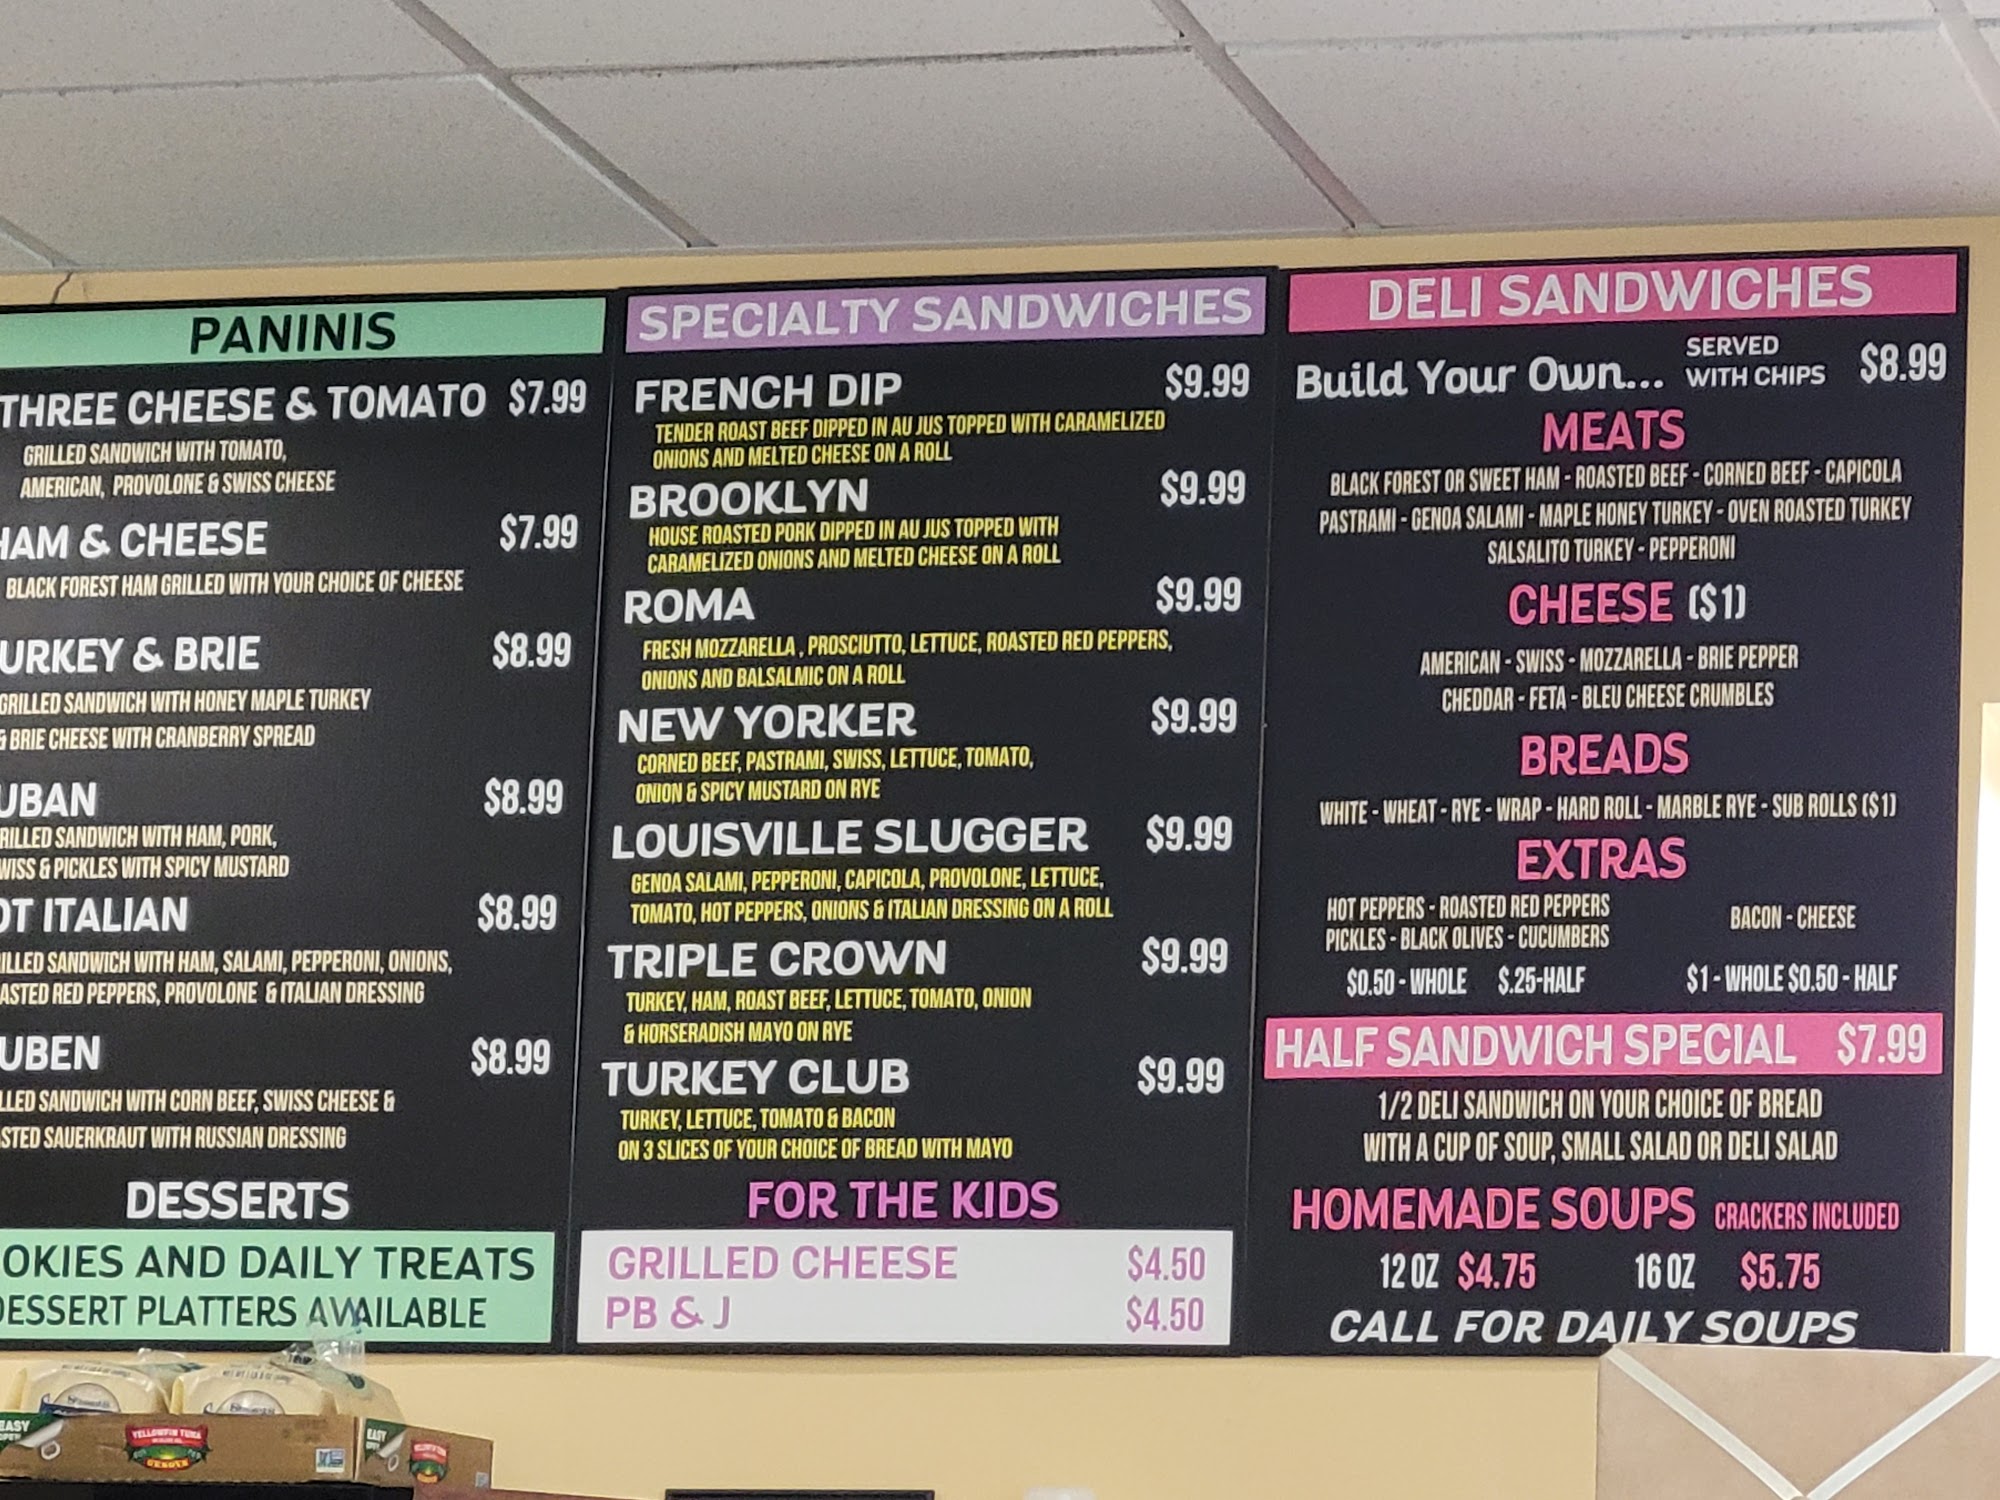 PANINIS
THREE CHEESE & TOMATO $7.99
GRILLED SANDWICH WITH TOMATO,
AMERICAN, PROVOLONE & SWISS CHEESE
HAM & CHEESE $7.99
BLACK FOREST HAM GRILLED WITH YOUR CHOICE OF CHEESE
URKEY & BRIE $8.99
GRILLED SANDWICH WITH HONEY MAPLE TURKEY
& BRIE CHEESE WITH CRANBERRY SPREAD
UBAN $8.99
RILLED SANDWICH WITH HAM, PORK,
WISS & PICKLES WITH SPICY MUSTARD
OT ITALIAN $8.99
ILLED SANDWICH WITH HAM, SALAMI, PEPPERONI, ONIONS,
ASTED RED PEPPERS, PROVOLONE & ITALIAN DRESSING
UBEN $8.99
LLED SANDWICH WITH CORN BEEF, SWISS CHEESE &
STED SAUERKRAUT WITH RUSSIAN DRESSING
DESSERTS
OKIES AND DAILY TREATS
DESSERT PLATTERS AVAILABLE
SPECIALTY SANDWICHES
FRENCH DIP $9.99
TENDER ROAST BEEF DIPPED IN AU JUS TOPPED WITH CARAMELIZED
ONIONS AND MELTED CHEESE ON A ROLL
BROOKLYN $9.99
HOUSE ROASTED PORK DIPPED IN AU JUS TOPPED WITH
CARAMELIZED ONIONS AND MELTED CHEESE ON A ROLL
ROMA $9.99
FRESH MOZZARELLA , PROSCIUTTO, LETTUCE, ROASTED RED PEPPERS,
ONIONS AND BALSALMIC ON A ROLL
NEW YORKER $9.99
CORNED BEEF, PASTRAMI, SWISS, LETTUCE, TOMATO,
ONION & SPICY MUSTARD ON RYE
LOUISVILLE SLUGGER $9.99
GENOA SALAMI, PEPPERONI, CAPICOLA, PROVOLONE, LETTUCE,
TOMATO, HOT PEPPERS, ONIONS & ITALIAN DRESSING ON A ROLL
TRIPLE CROWN $9.99
TURKEY, HAM, ROAST BEEF, LETTUCE, TOMATO, ONION
& HORSERADISH MAYO ON RYE
TURKEY CLUB $9.99
TURKEY, LETTUCE, TOMATO & BACON
ON 3 SLICES OF YOUR CHOICE OF BREAD WITH MAYO
FOR THE KIDS
GRILLED CHEESE $4.50
PB & J $4.50
DELI SANDWICHES
Build Your Own... SERVED WITH CHIPS $8.99
MEATS
BLACK FOREST OR SWEET HAM - ROASTED BEEF - CORNED BEEF - CAPICOLA
PASTRAMI - GENOA SALAMI - MAPLE HONEY TURKEY - OVEN ROASTED TURKEY
SALSALITO TURKEY - PEPPERONI
CHEESE ($1)
AMERICAN - SWISS - MOZZARELLA - BRIE PEPPER
CHEDDAR - FETA - BLEU CHEESE CRUMBLES
BREADS
WHITE - WHEAT - RYE - WRAP - HARD ROLL - MARBLE RYE - SUB ROLLS ($1)
EXTRAS
HOT PEPPERS - ROASTED RED PEPPERS
PICKLES - BLACK OLIVES - CUCUMBERS
$0.50 - WHOLE $.25-HALF
BACON - CHEESE
$1 - WHOLE $0.50 - HALF
HALF SANDWICH SPECIAL $7.99
1/2 DELI SANDWICH ON YOUR CHOICE OF BREAD
WITH A CUP OF SOUP, SMALL SALAD OR DELI SALAD
HOMEMADE SOUPS CRACKERS INCLUDED
12 OZ $4.75 16 OZ $5.75
CALL FOR DAILY SOUPS
EASY
OPEN
YELLOWFIN TUNA
GENOVA
EASY
OPEN